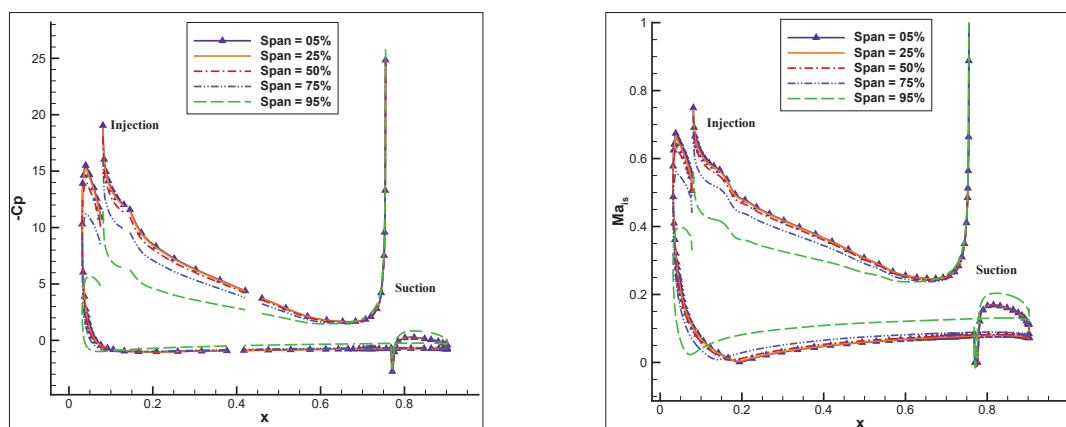 Span = 05%
Span = 25%
Span = 50%
Span = 75%
Span = 95%
Injection
Suction
-Cp
25
20
15
10
5
0
-5
0
0.2
0.4
0.6
0.8
x
Span = 05%
Span = 25%
Span = 50%
Span = 75%
Span = 95%
Injection
Suction
Ma_is
1
0.8
0.6
0.4
0.2
0
0
0.2
0.4
0.6
0.8
x